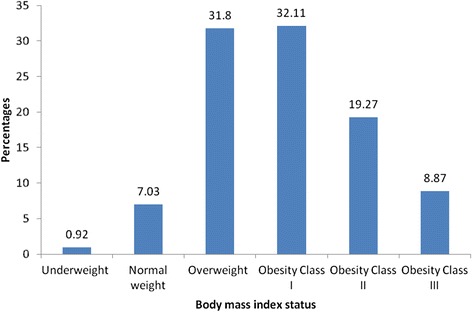 Percentages
35
30
25
20
15
10
5
0
0.92
7.03
31.8
32.11
19.27
8.87
Underweight
Normal
weight
Overweight
Obesity Class
I
Obesity Class
II
Obesity Class
III
Body mass index status